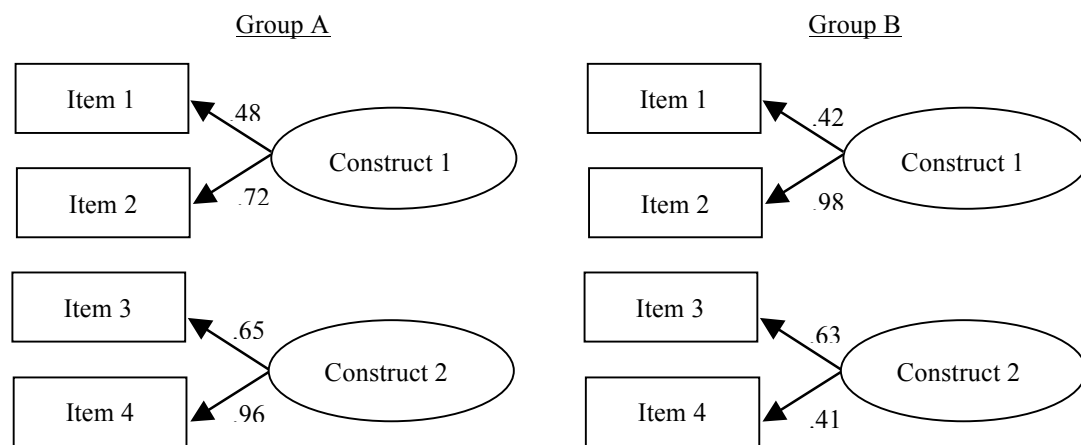 Group A
Item 1
.48
Construct 1
Item 2
.72
Item 3
.65
Construct 2
Item 4
.96
Group B
Item 1
.42
Construct 1
Item 2
.98
Item 3
.63
Construct 2
Item 4
.41